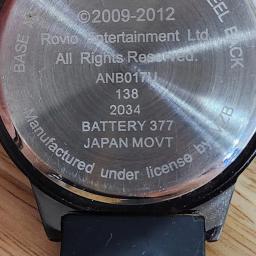 ©2009-2012
Rovio Entertainment Ltd
All Rights Reserved.
ANB017U
138
2034
BATTERY 377
JAPAN MOVT
Manufactured under license by
BASE
EEL BACK